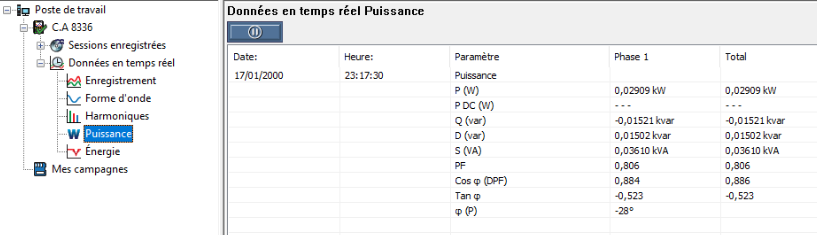 Poste de travail
C.A 8336
Sessions enregistrées
Données en temps réel
Enregistrement
Forme d'onde
Harmoniques
W Puissance
Énergie
Mes campagnes
Données en temps réel Puissance
Date: Heure: Paramètre Phase 1 Total
17/01/2000 23:17:30 Puissance
P (W) 0,02909 kW 0,02909 kW
P DC (W) - - - - - -
Q (var) -0,01521 kvar -0,01521 kvar
D (var) 0,01502 kvar 0,01502 kvar
S (VA) 0,03610 kVA 0,03610 kVA
PF 0,806 0,806
Cos φ (DPF) 0,884 0,886
Tan φ -0,523 -0,523
φ (P) -28°